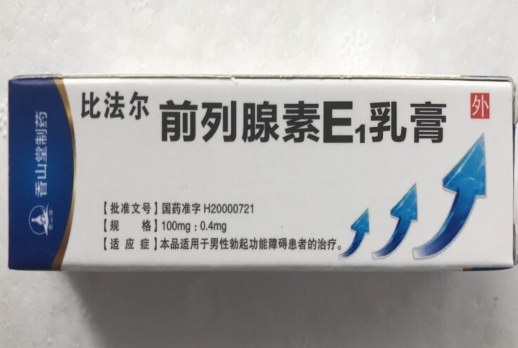 比法尔
前列腺素E₁乳膏
外
香山堂制药
【批准文号】国药准字 H20000721
【规　　格】100mg：0.4mg
【适 应 症】本品适用于男性勃起功能障碍患者的治疗。